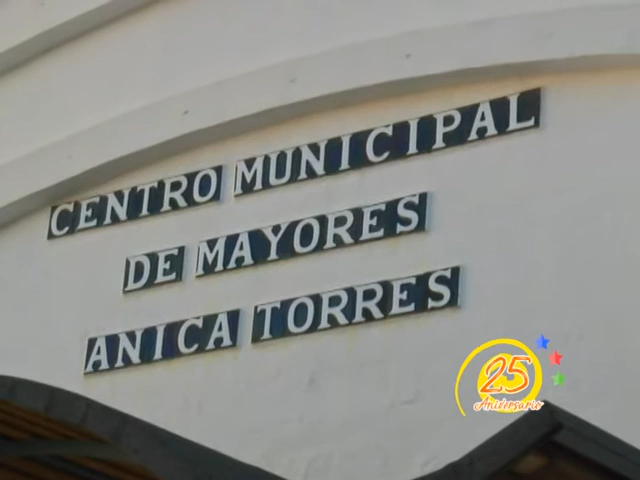 CENTRO MUNICIPAL
DE MAYORES
ANICA TORRES
25
Aniversario